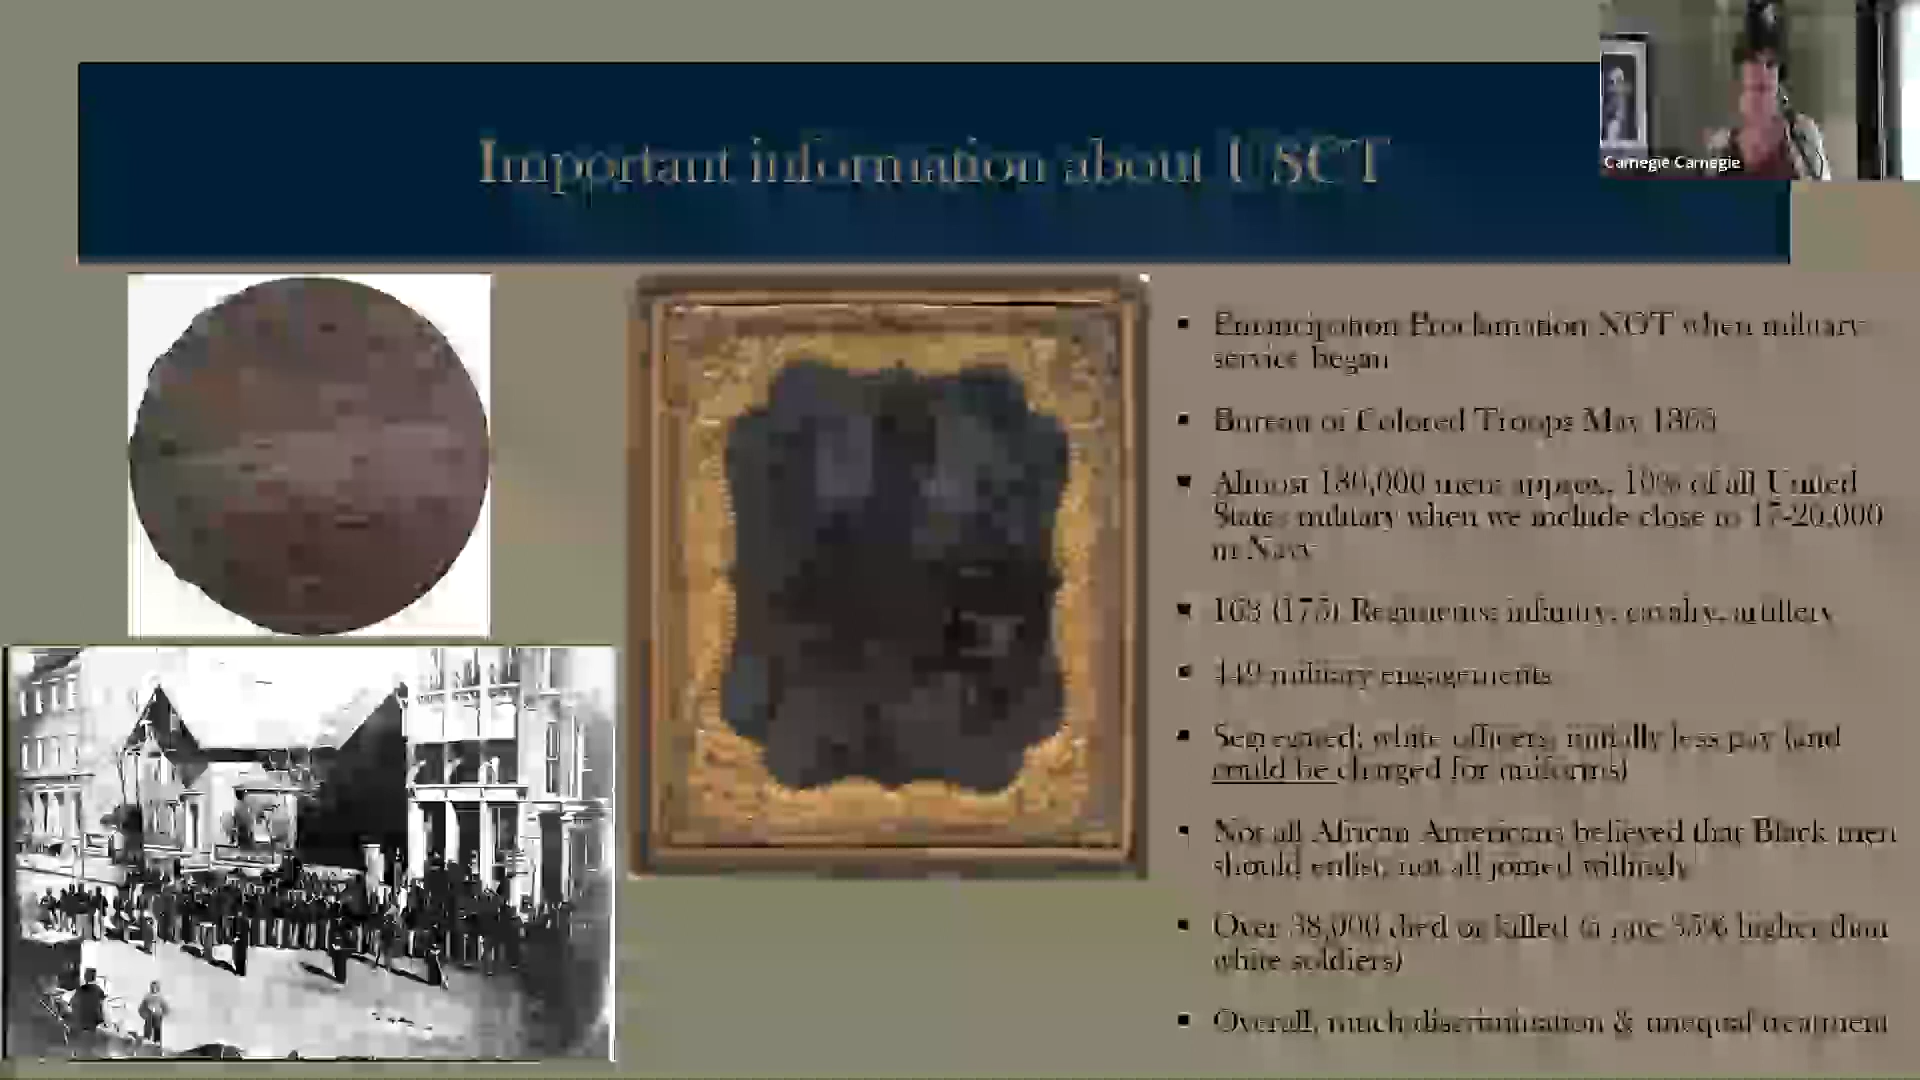 Important information about USCT
Carnegie Carnegie
Emancipation Proclamation NOT when military
service began
Bureau of Colored Troops May 1863
Almost 180,000 men; approx. 10% of all United
States military when we include close to 17-20,000
in Navy
163 (175) Regiments; infantry, cavalry, artillery
449 military engagements
Segregated; white officers; initially less pay (and
could be charged for uniforms)
Not all African Americans believed that Black men
should enlist, not all joined willingly
Over 38,000 died or killed (a rate 35% higher than
white soldiers)
Overall, much discrimination & unequal treatment